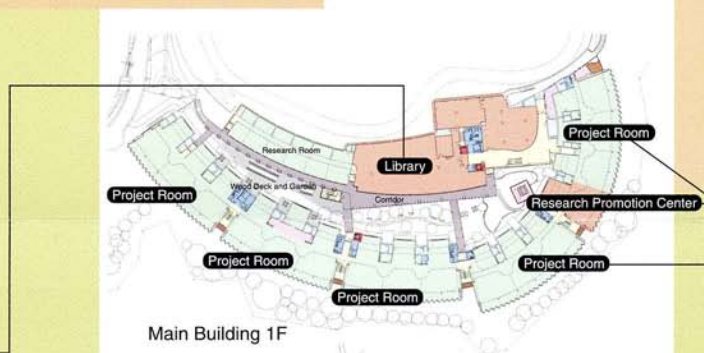 Project Room
Research Room
Library
Project Room
Wood Deck and Garden
Corridor
Research Promotion Center
Project Room
Project Room
Project Room
Main Building 1F